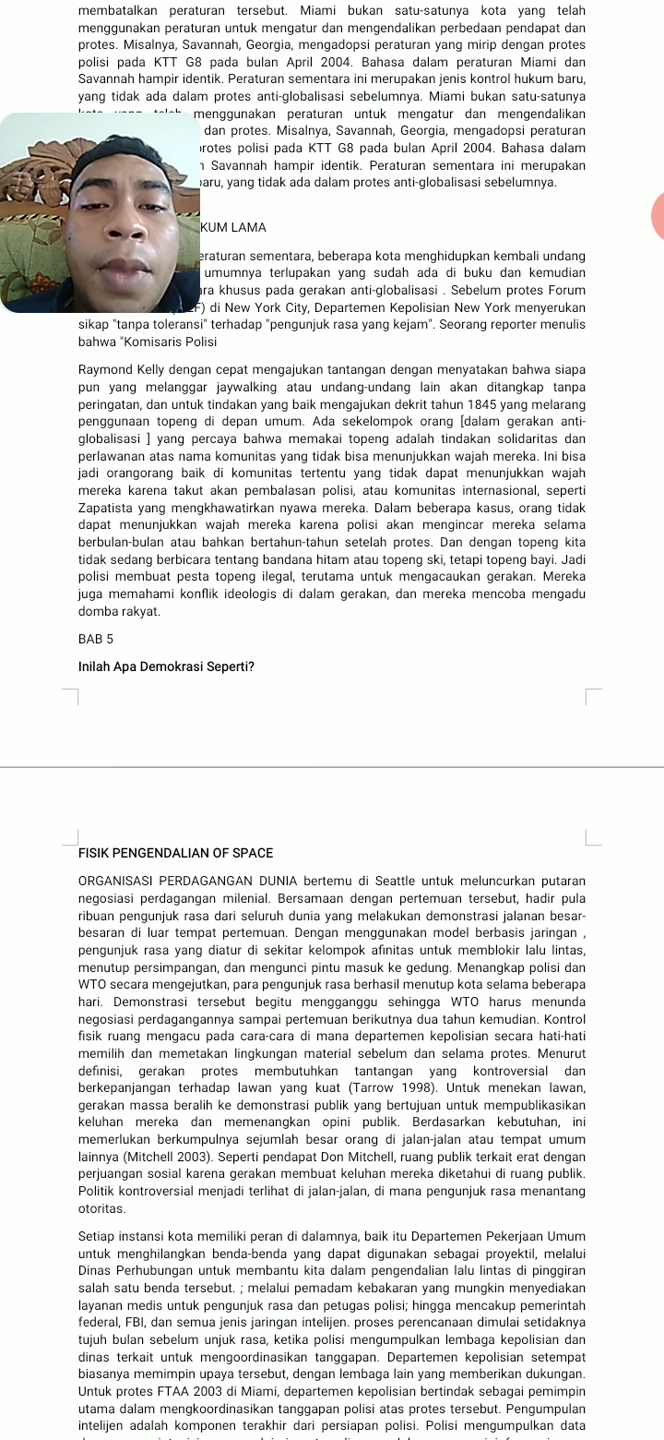 membatalkan peraturan tersebut. Miami bukan satu-satunya kota yang telah
menggunakan peraturan untuk mengatur dan mengendalikan perbedaan pendapat dan
protes. Misalnya, Savannah, Georgia, mengadopsi peraturan yang mirip dengan protes
polisi pada KTT G8 pada bulan April 2004. Bahasa dalam peraturan Miami dan
Savannah hampir identik. Peraturan sementara ini merupakan jenis kontrol hukum baru,
yang tidak ada dalam protes anti-globalisasi sebelumnya. Miami bukan satu-satunya
kota yang telah menggunakan peraturan untuk mengatur dan mengendalikan
dan protes. Misalnya, Savannah, Georgia, mengadopsi peraturan
protes polisi pada KTT G8 pada bulan April 2004. Bahasa dalam
Savannah hampir identik. Peraturan sementara ini merupakan
baru, yang tidak ada dalam protes anti-globalisasi sebelumnya.
KUM LAMA
eraturan sementara, beberapa kota menghidupkan kembali undang
umumnya terlupakan yang sudah ada di buku dan kemudian
ara khusus pada gerakan anti-globalisasi . Sebelum protes Forum
EF) di New York City, Departemen Kepolisian New York menyerukan
sikap "tanpa toleransi" terhadap "pengunjuk rasa yang kejam". Seorang reporter menulis
bahwa "Komisaris Polisi
Raymond Kelly dengan cepat mengajukan tantangan dengan menyatakan bahwa siapa
pun yang melanggar jaywalking atau undang-undang lain akan ditangkap tanpa
peringatan, dan untuk tindakan yang baik mengajukan dekrit tahun 1845 yang melarang
penggunaan topeng di depan umum. Ada sekelompok orang [dalam gerakan anti-
globalisasi ] yang percaya bahwa memakai topeng adalah tindakan solidaritas dan
perlawanan atas nama komunitas yang tidak bisa menunjukkan wajah mereka. Ini bisa
jadi orangorang baik di komunitas tertentu yang tidak dapat menunjukkan wajah
mereka karena takut akan pembalasan polisi, atau komunitas internasional, seperti
Zapatista yang mengkhawatirkan nyawa mereka. Dalam beberapa kasus, orang tidak
dapat menunjukkan wajah mereka karena polisi akan mengincar mereka selama
berbulan-bulan atau bahkan bertahun-tahun setelah protes. Dan dengan topeng kita
tidak sedang berbicara tentang bandana hitam atau topeng ski, tetapi topeng bayi. Jadi
polisi membuat pesta topeng ilegal, terutama untuk mengacaukan gerakan. Mereka
juga memahami konflik ideologis di dalam gerakan, dan mereka mencoba mengadu
domba rakyat.
BAB 5
Inilah Apa Demokrasi Seperti?
FISIK PENGENDALIAN OF SPACE
ORGANISASI PERDAGANGAN DUNIA bertemu di Seattle untuk meluncurkan putaran
negosiasi perdagangan milenial. Bersamaan dengan pertemuan tersebut, hadir pula
ribuan pengunjuk rasa dari seluruh dunia yang melakukan demonstrasi jalanan besar-
besaran di luar tempat pertemuan. Dengan menggunakan model berbasis jaringan ,
pengunjuk rasa yang diatur di sekitar kelompok afinitas untuk memblokir lalu lintas,
menutup persimpangan, dan mengunci pintu masuk ke gedung. Menangkap polisi dan
WTO secara mengejutkan, para pengunjuk rasa berhasil menutup kota selama beberapa
hari. Demonstrasi tersebut begitu mengganggu sehingga WTO harus menunda
negosiasi perdagangannya sampai pertemuan berikutnya dua tahun kemudian. Kontrol
fisik ruang mengacu pada cara-cara di mana departemen kepolisian secara hati-hati
memilih dan memetakan lingkungan material sebelum dan selama protes. Menurut
definisi, gerakan protes membutuhkan tantangan yang kontroversial dan
berkepanjangan terhadap lawan yang kuat (Tarrow 1998). Untuk menekan lawan,
gerakan massa beralih ke demonstrasi publik yang bertujuan untuk mempublikasikan
keluhan mereka dan memenangkan opini publik. Berdasarkan kebutuhan, ini
memerlukan berkumpulnya sejumlah besar orang di jalan-jalan atau tempat umum
lainnya (Mitchell 2003). Seperti pendapat Don Mitchell, ruang publik terkait erat dengan
perjuangan sosial karena gerakan membuat keluhan mereka diketahui di ruang publik.
Politik kontroversial menjadi terlihat di jalan-jalan, di mana pengunjuk rasa menantang
otoritas.
Setiap instansi kota memiliki peran di dalamnya, baik itu Departemen Pekerjaan Umum
untuk menghilangkan benda-benda yang dapat digunakan sebagai proyektil, melalui
Dinas Perhubungan untuk membantu kita dalam pengendalian lalu lintas di pinggiran
salah satu benda tersebut. ; melalui pemadam kebakaran yang mungkin menyediakan
layanan medis untuk pengunjuk rasa dan petugas polisi; hingga mencakup pemerintah
federal, FBI, dan semua jenis jaringan intelijen. proses perencanaan dimulai setidaknya
tujuh bulan sebelum unjuk rasa, ketika polisi mengumpulkan lembaga kepolisian dan
dinas terkait untuk mengoordinasikan tanggapan. Departemen kepolisian setempat
biasanya memimpin upaya tersebut, dengan lembaga lain yang memberikan dukungan.
Untuk protes FTAA 2003 di Miami, departemen kepolisian bertindak sebagai pemimpin
utama dalam mengkoordinasikan tanggapan polisi atas protes tersebut. Pengumpulan
intelijen adalah komponen terakhir dari persiapan polisi. Polisi mengumpulkan data